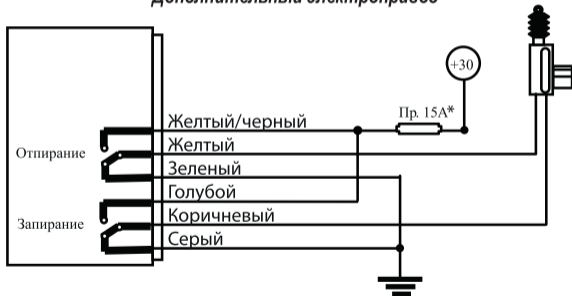 Дополнительный электропривод
+30
Пр. 15А*
Желтый/черный
Желтый
Отпирание
Зеленый
Голубой
Коричневый
Запирание
Серый